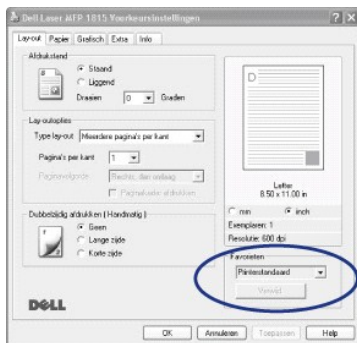 Dell Laser MFP 1815 Voorkeursinstellingen
Lay-out Papier Grafisch Extra Info
Afdrukstand
Staand
Liggend
Draaien 0 Graden
Lay-outopties
Type lay-out Meerdere pagina's per kant
Pagina's per kant 1
Paginavolgorde Rechts, dan omlaag
Paginakader afdrukken
Dubbelzijdig afdrukken (Handmatig)
Geen
Lange zijde
Korte zijde
Letter
8.50 x 11.00 in
mm inch
Exemplaren: 1
Resolutie: 600 dpi
Favorieten
Printerstandaard
Verwijd
DELL
OK Annuleren Toepassen Help